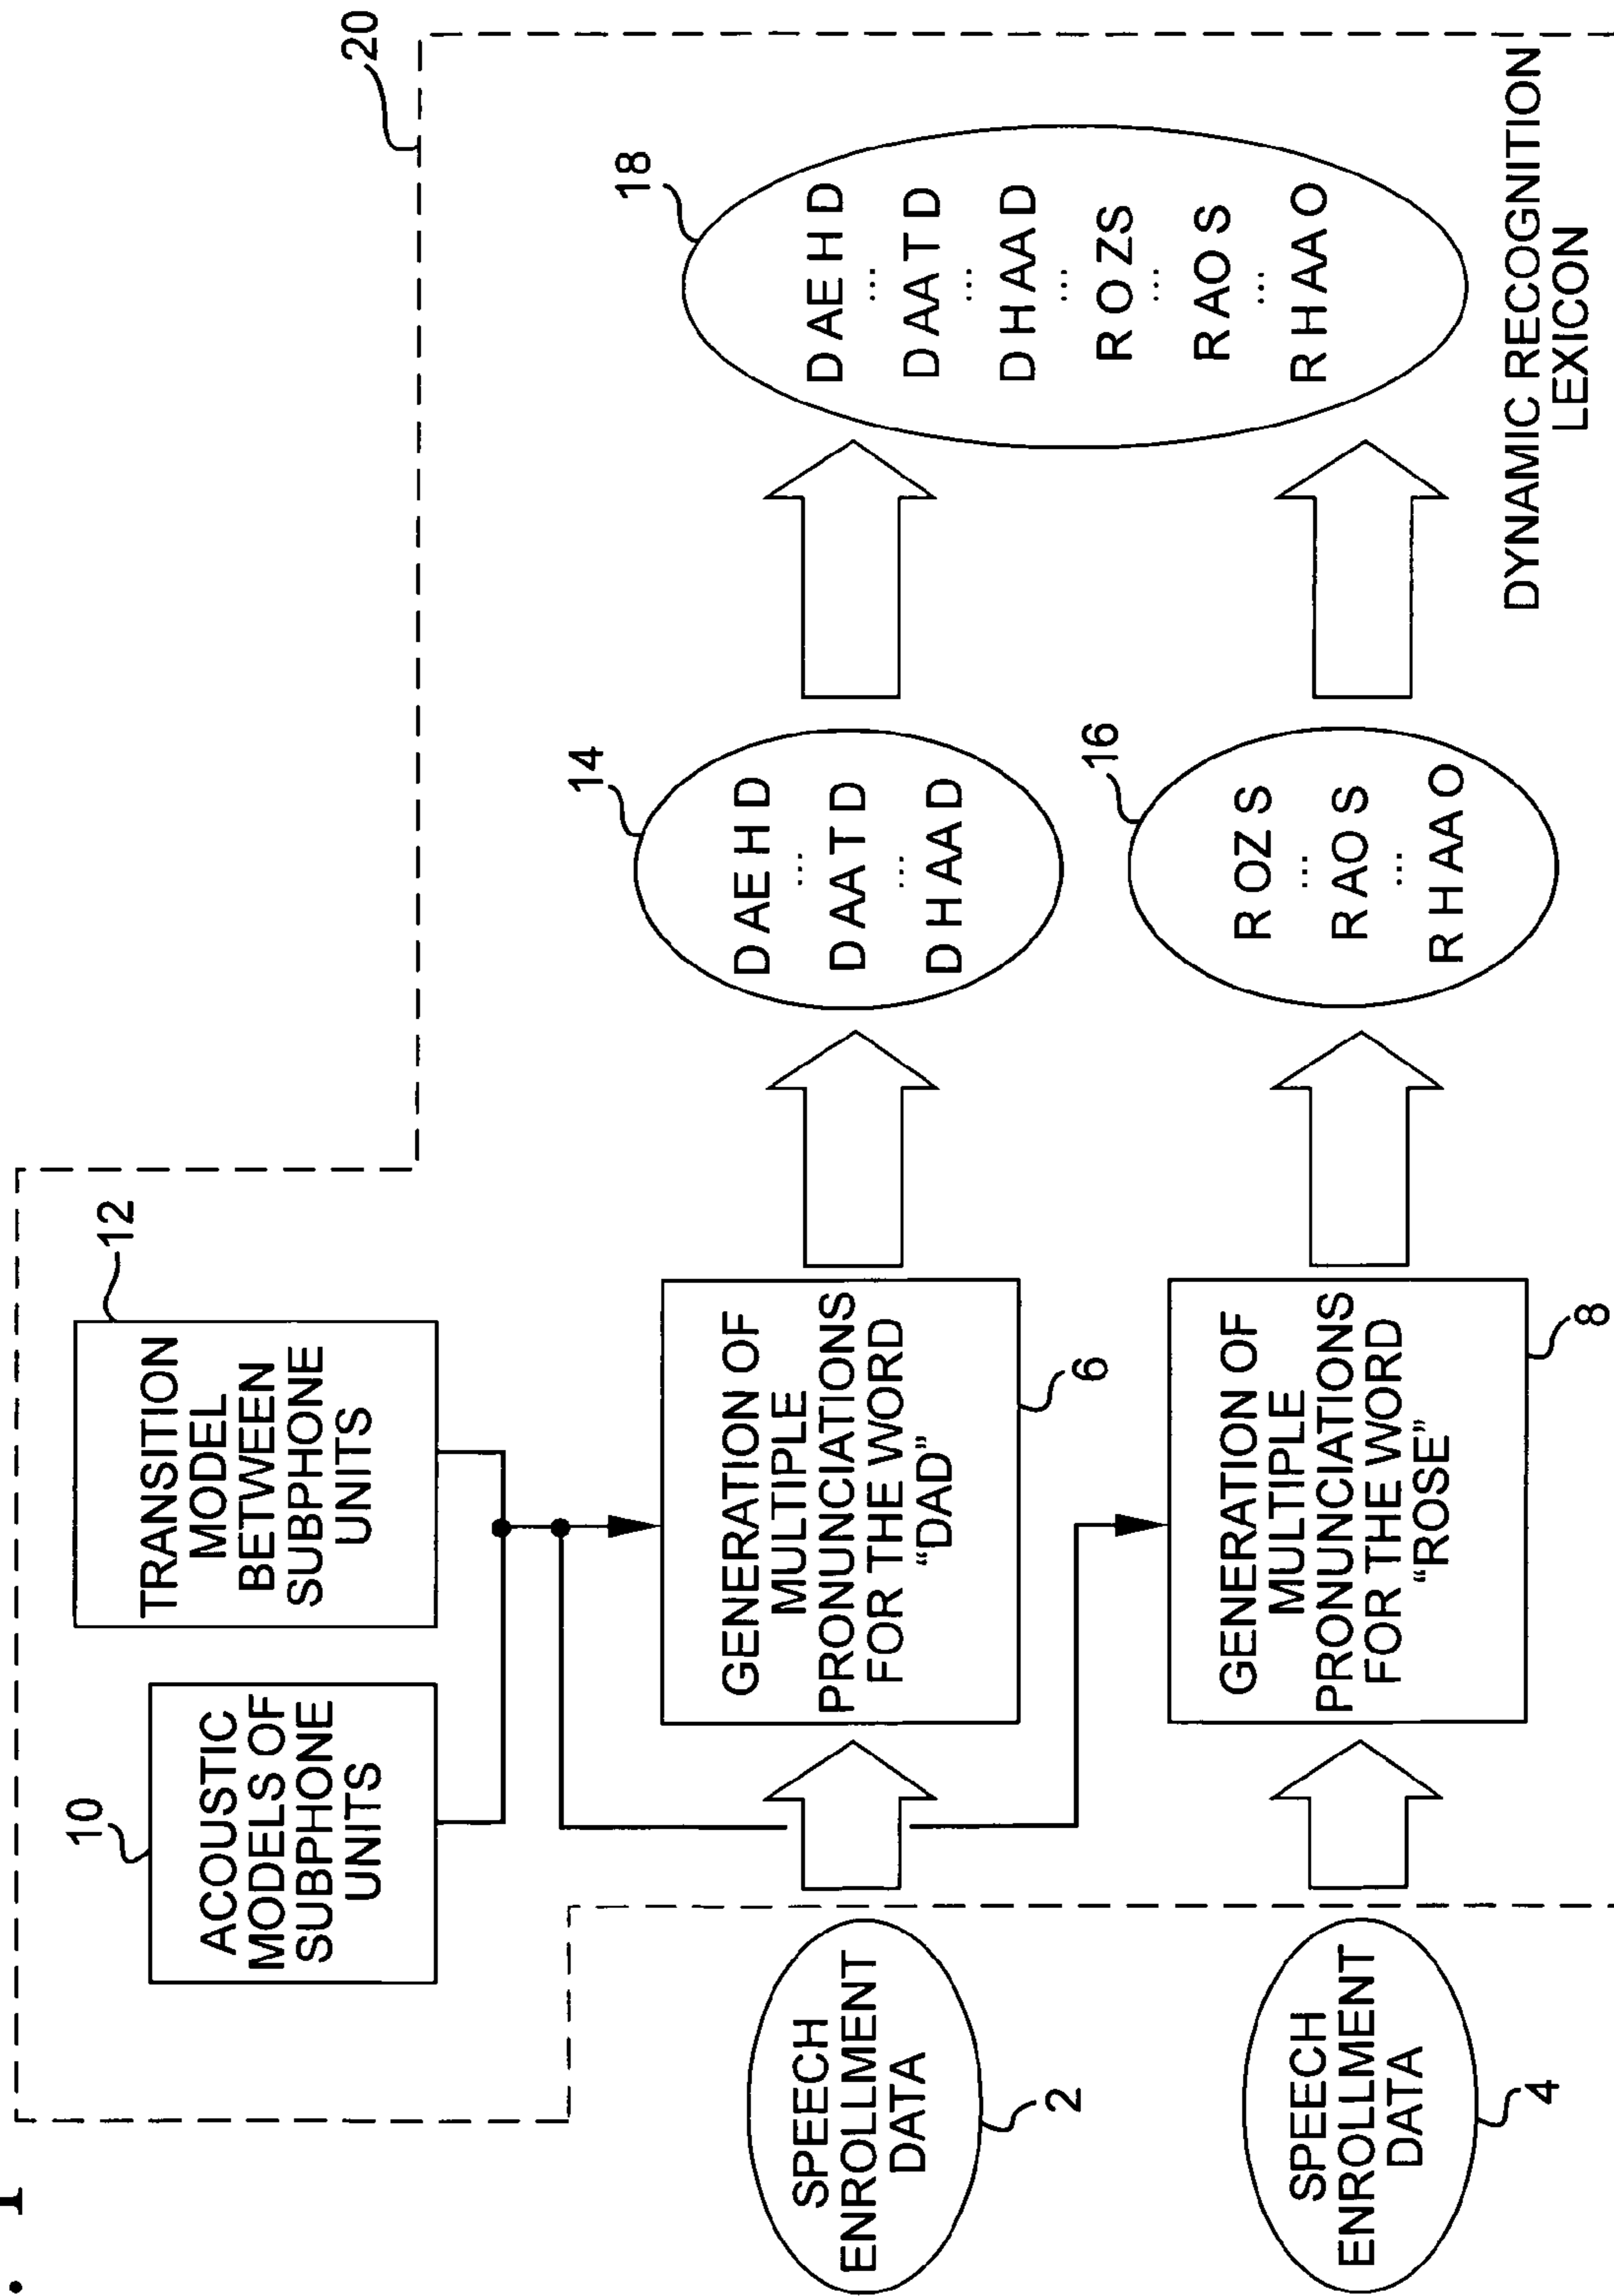 20
12
TRANSITION
MODEL
BETWEEN
SUBPHONE
UNITS
10
ACOUSTIC
MODELS OF
SUBPHONE
UNITS
SPEECH
ENROLLMENT
DATA
2
GENERATION OF
MULTIPLE
PRONUNCIATIONS
FOR THE WORD
“DAD”
6
14
D AE H D
...
D AA T D
...
D H AA D
18
D AE H D
...
D AA T D
...
D H AA D
...
R O Z S
...
R AO S
...
R H AA O
SPEECH
ENROLLMENT
DATA
4
GENERATION OF
MULTIPLE
PRONUNCIATIONS
FOR THE WORD
“ROSE”
8
16
R OZ S
...
R AO S
...
R H AA O
DYNAMIC RECOGNITION
LEXICON